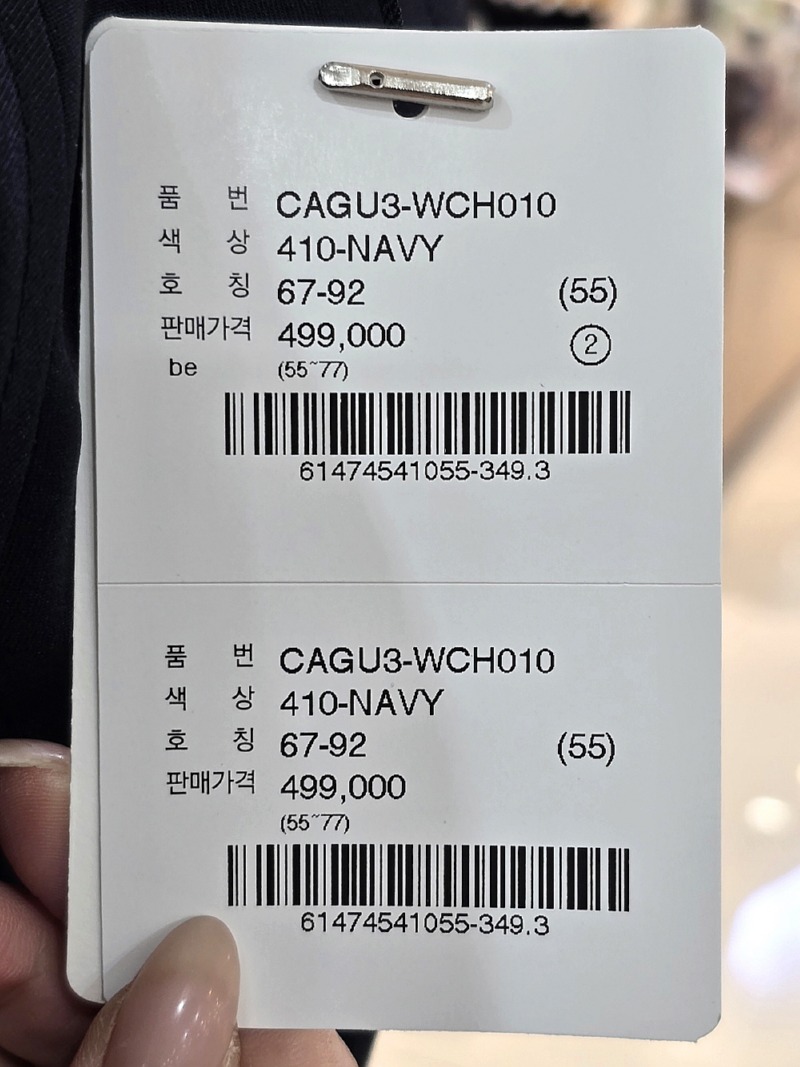 품 번 CAGU3-WCH010
색 상 410-NAVY
호 칭 67-92 (55)
판매가격 499,000 ②
be (55~77)
61474541055-349.3
품 번 CAGU3-WCH010
색 상 410-NAVY
호 칭 67-92 (55)
판매가격 499,000
(55~77)
61474541055-349.3